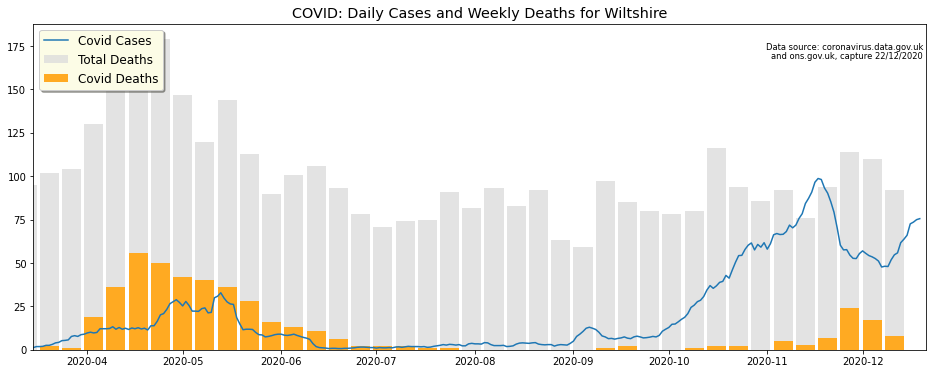 COVID: Daily Cases and Weekly Deaths for Wiltshire
Covid Cases
Total Deaths
Covid Deaths
Data source: coronavirus.data.gov.uk
and ons.gov.uk, capture 22/12/2020
175
150
125
100
75
50
25
0
2020-04 2020-05 2020-06 2020-07 2020-08 2020-09 2020-10 2020-11 2020-12